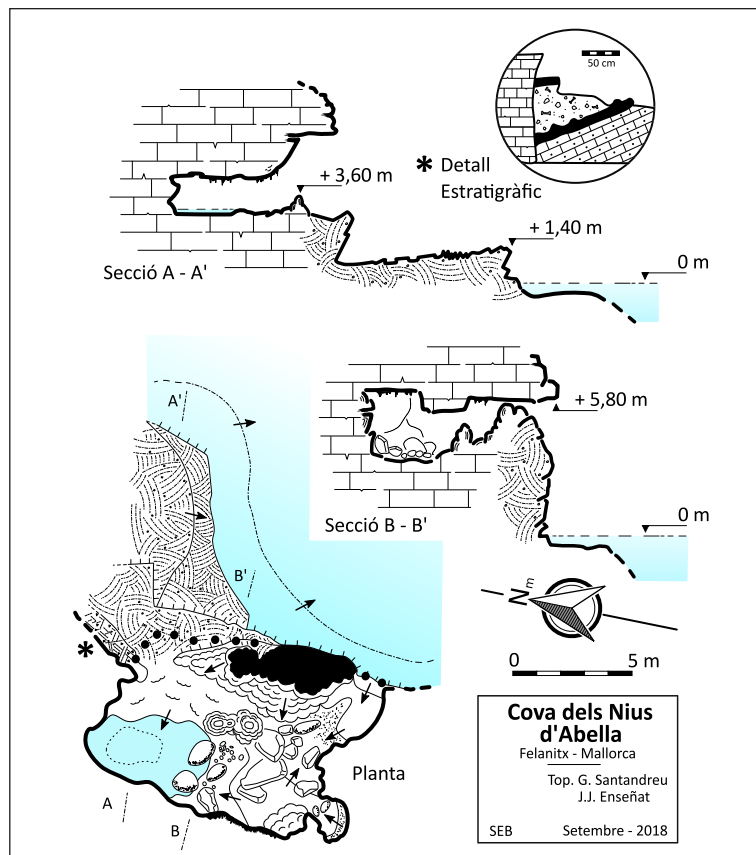 50 cm
* Detall
Estratigràfic
+ 3,60 m
+ 1,40 m
0 m
Secció A - A'
+ 5,80 m
0 m
Secció B - B'
A'
B'
*
A
B
Planta
Nm
0 5 m
Cova dels Nius
d'Abella
Felanitx - Mallorca
Top. G. Santandreu
J.J. Enseñat
SEB Setembre - 2018